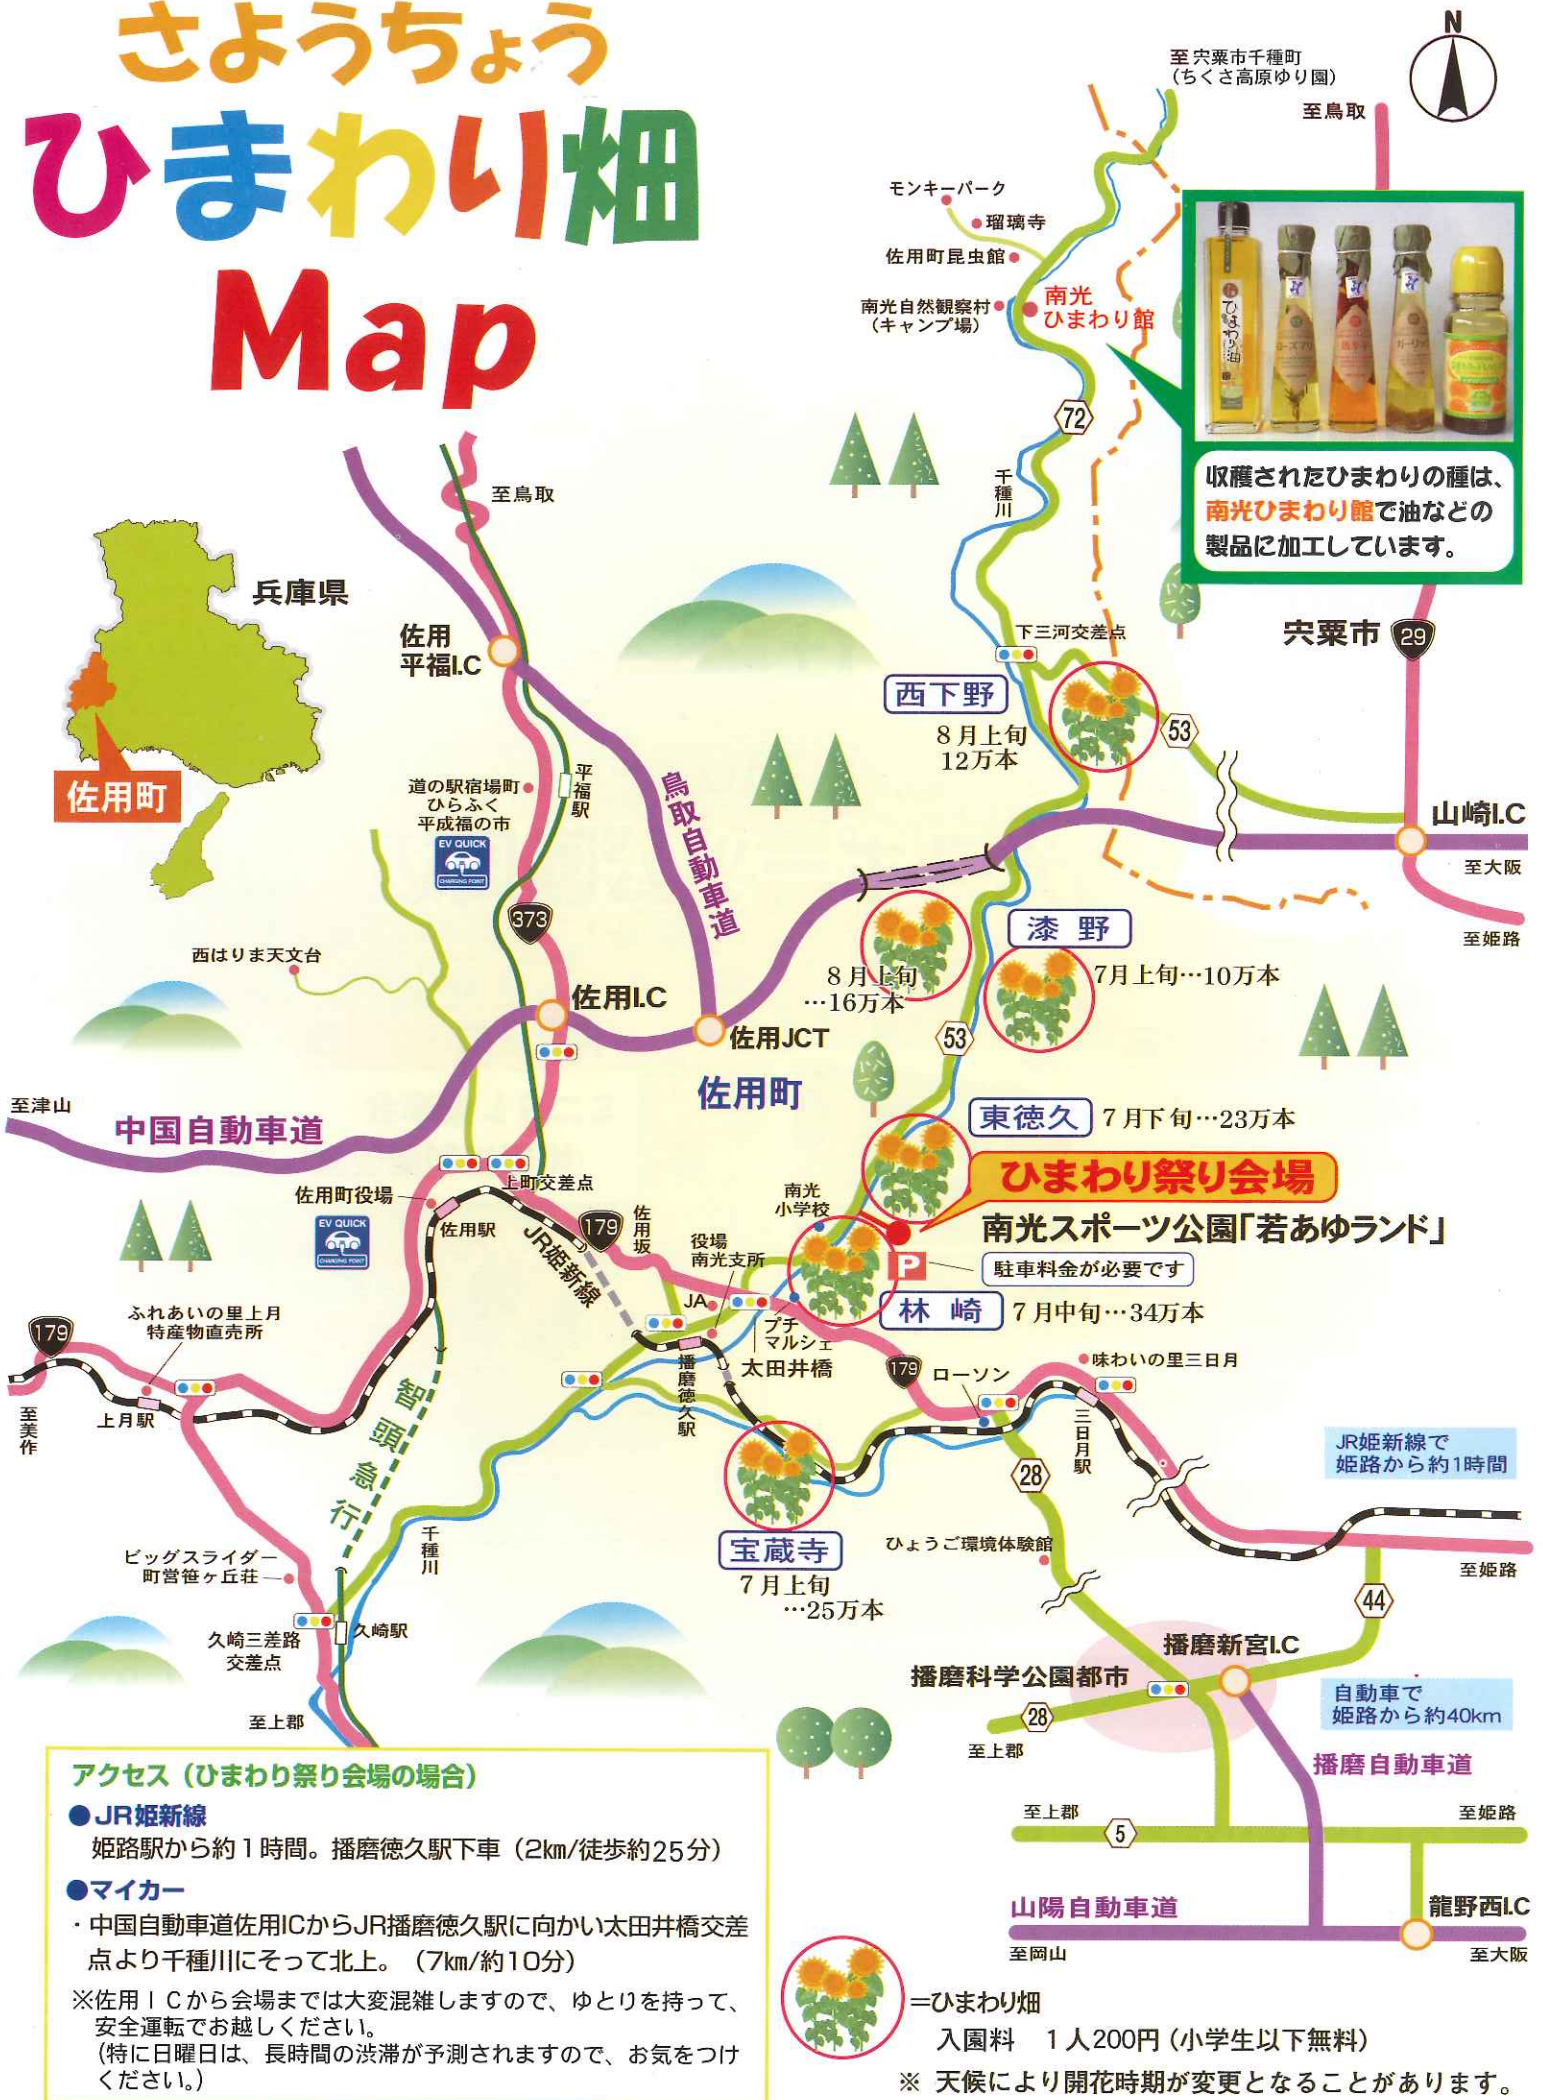 さようちょう
ひまわり畑
Map
N
至宍粟市千種町
(ちくさ高原ゆり園)
至鳥取
モンキーパーク
瑠璃寺
佐用町昆虫館
南光自然観察村
(キャンプ場)
南光
ひまわり館
ひまわり油
収穫されたひまわりの種は、
南光ひまわり館で油などの
製品に加工しています。
72
千種川
至鳥取
兵庫県
佐用町
佐用
平福I.C
下三河交差点
宍粟市
29
西下野
8月上旬
12万本
53
道の駅宿場町
ひらふく
平成福の市
EV QUICK
CHARGING POINT
平福駅
鳥取自動車道
山崎I.C
至大阪
至姫路
373
漆野
7月上旬…10万本
8月上旬
…16万本
西はりま天文台
佐用I.C
佐用JCT
53
佐用町
至津山
中国自動車道
東徳久
7月下旬…23万本
ひまわり祭り会場
南光スポーツ公園「若あゆランド」
P
駐車料金が必要です
林崎
7月中旬…34万本
上町交差点
佐用町役場
EV QUICK
CHARGING POINT
佐用駅
JR姫新線
179
佐用坂
南光
小学校
役場
南光支所
JA
プチ
マルシェ
太田井橋
播磨徳久駅
179
ふれあいの里上月
特産物直売所
179
至美作
上月駅
智頭急行
179
ローソン
味わいの里三日月
三日月駅
JR姫新線で
姫路から約1時間
28
宝蔵寺
7月上旬
…25万本
ひょうご環境体験館
千種川
ビッグスライダー
町営笹ヶ丘荘
久崎三差路
交差点
久崎駅
至上郡
至姫路
44
播磨新宮I.C
播磨科学公園都市
28
至上郡
自動車で
姫路から約40km
播磨自動車道
至上郡
至姫路
5
山陽自動車道
龍野西I.C
至岡山
至大阪
アクセス(ひまわり祭り会場の場合)
●JR姫新線
姫路駅から約1時間。播磨徳久駅下車(2km/徒歩約25分)
●マイカー
・中国自動車道佐用ICからJR播磨徳久駅に向かい太田井橋交差
点より千種川にそって北上。(7km/約10分)
※佐用ICから会場までは大変混雑しますので、ゆとりを持って、
安全運転でお越しください。
(特に日曜日は、長時間の渋滞が予測されますので、お気をつけ
ください。)
=ひまわり畑
入園料 1人200円(小学生以下無料)
※ 天候により開花時期が変更となることがあります。